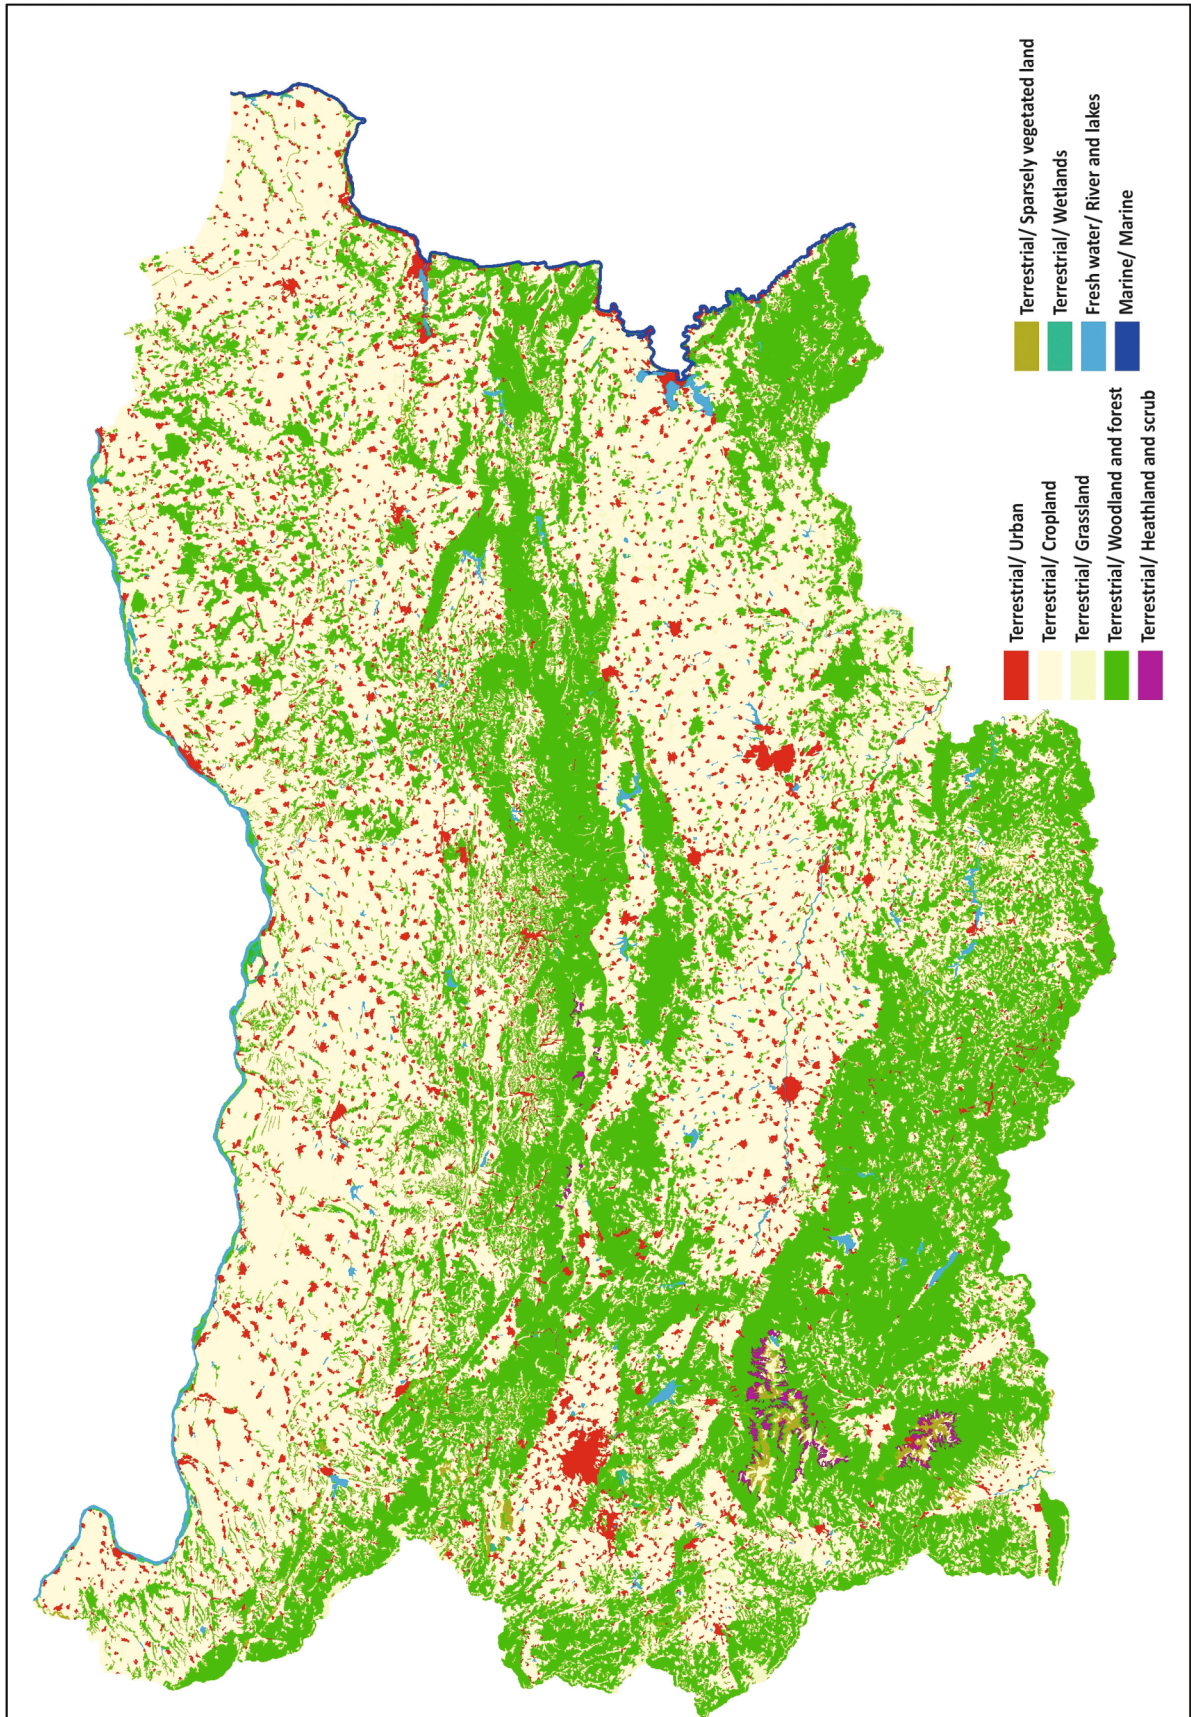 Terrestrial/ Urban
Terrestrial/ Cropland
Terrestrial/ Grassland
Terrestrial/ Woodland and forest
Terrestrial/ Heathland and scrub
Terrestrial/ Sparsely vegetated land
Terrestrial/ Wetlands
Fresh water/ River and lakes
Marine/ Marine